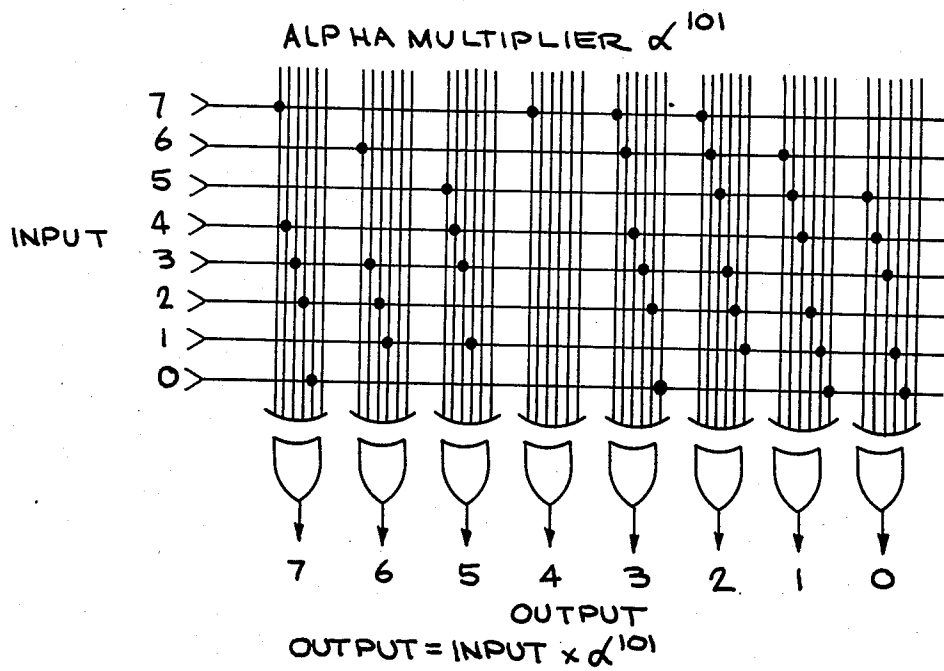 ALPHA MULTIPLIER α¹⁰¹
7
6
5
INPUT 4
3
2
1
0
7 6 5 4 3 2 1 0
OUTPUT
OUTPUT = INPUT × α¹⁰¹